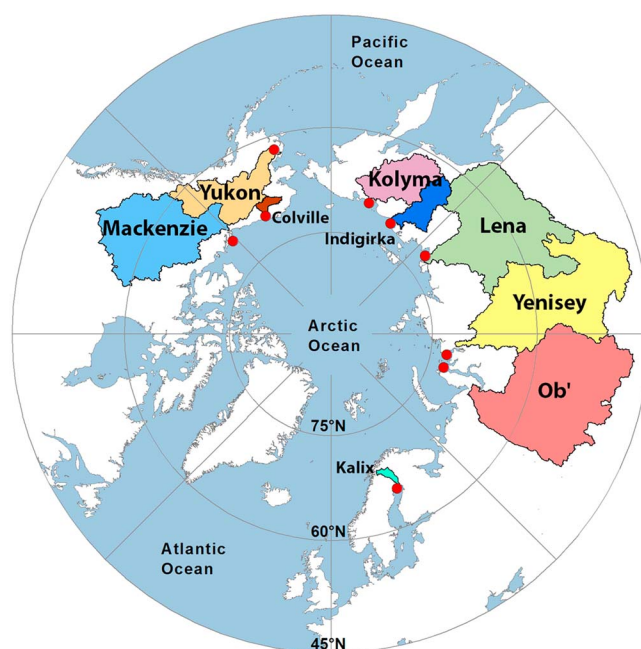 Pacific
Ocean
Kolyma
Yukon
Mackenzie
Colville
Indigirka
Lena
Yenisey
Arctic
Ocean
Ob'
75°N
Kalix
60°N
Atlantic
Ocean
45°N